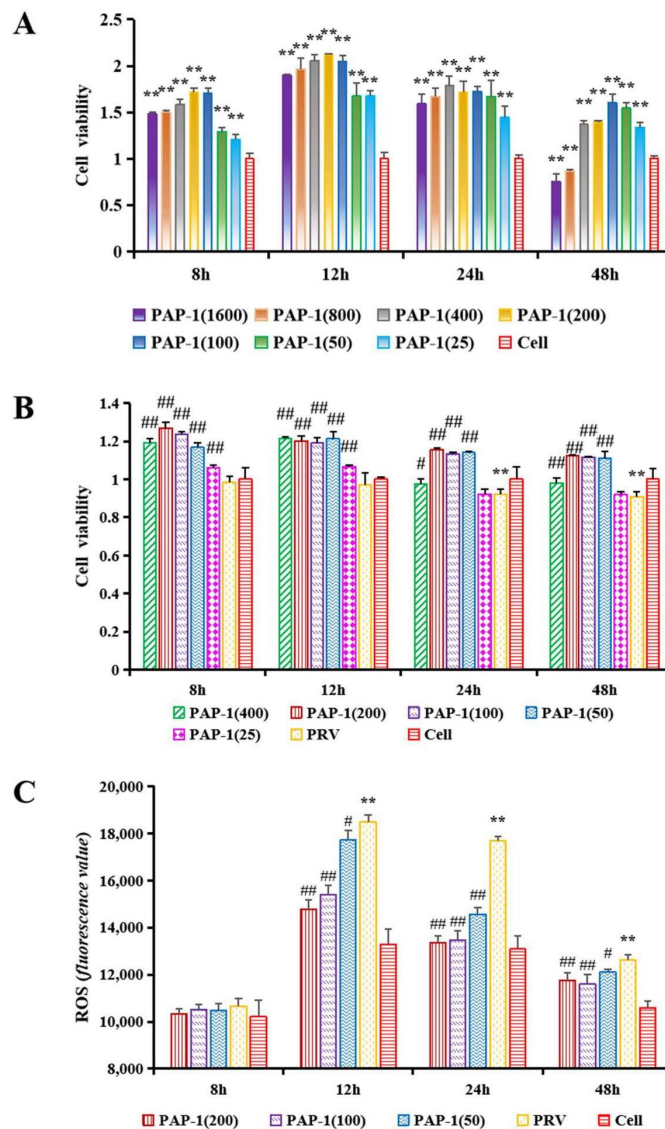 A
** ** ** ** ** ** **
** ** ** ** ** ** **
** ** ** ** ** ** **
** ** ** ** ** ** **
Cell viability
2.5
2
1.5
1
0.5
0
8h 12h 24h 48h
PAP-1(1600) PAP-1(800) PAP-1(400) PAP-1(200)
PAP-1(100) PAP-1(50) PAP-1(25) Cell
B
## ## ## ## ##
## ## ## ## ##
# ## ## ## **
## ## ## ## **
Cell viability
1.4
1.2
1
0.8
0.6
0.4
0.2
0
8h 12h 24h 48h
PAP-1(400) PAP-1(200) PAP-1(100) PAP-1(50)
PAP-1(25) PRV Cell
C
## ## # **
## ## ## **
## ## # **
ROS (fluorescence value)
20,000
18,000
16,000
14,000
12,000
10,000
8,000
8h 12h 24h 48h
PAP-1(200) PAP-1(100) PAP-1(50) PRV Cell